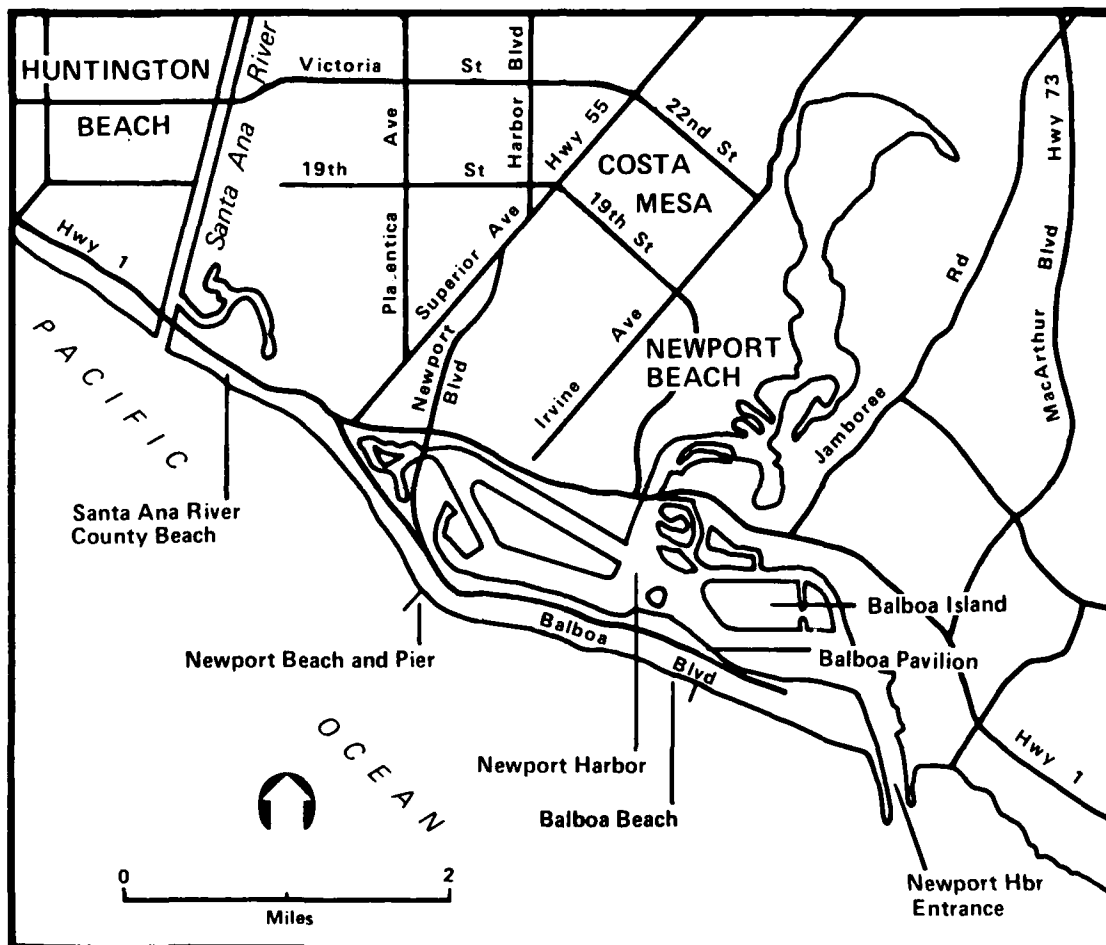 HUNTINGTON
BEACH
Santa Ana River
Victoria St
Harbor Blvd
Hwy 55
22nd St
Hwy 73
19th St
COSTA
MESA
19th St
Hwy 1
Santa Ana
Ave
Pla entica
Superior Ave
Newport
Blvd
Irvine Ave
NEWPORT
BEACH
Jamboree Rd
MacArthur Blvd
PACIFIC
Santa Ana River
County Beach
Newport Beach and Pier
Balboa Blvd
Balboa Island
Balboa Pavilion
OCEAN
Newport Harbor
Balboa Beach
Hwy 1
Newport Hbr
Entrance
0 2
Miles